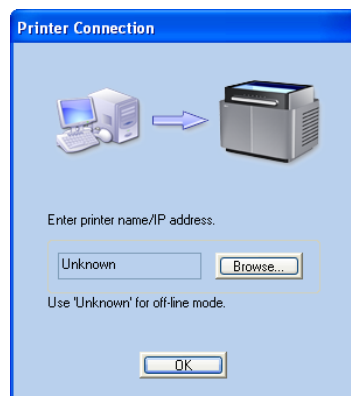 Printer Connection
Enter printer name/IP address.
Unknown
Browse...
Use 'Unknown' for off-line mode.
OK